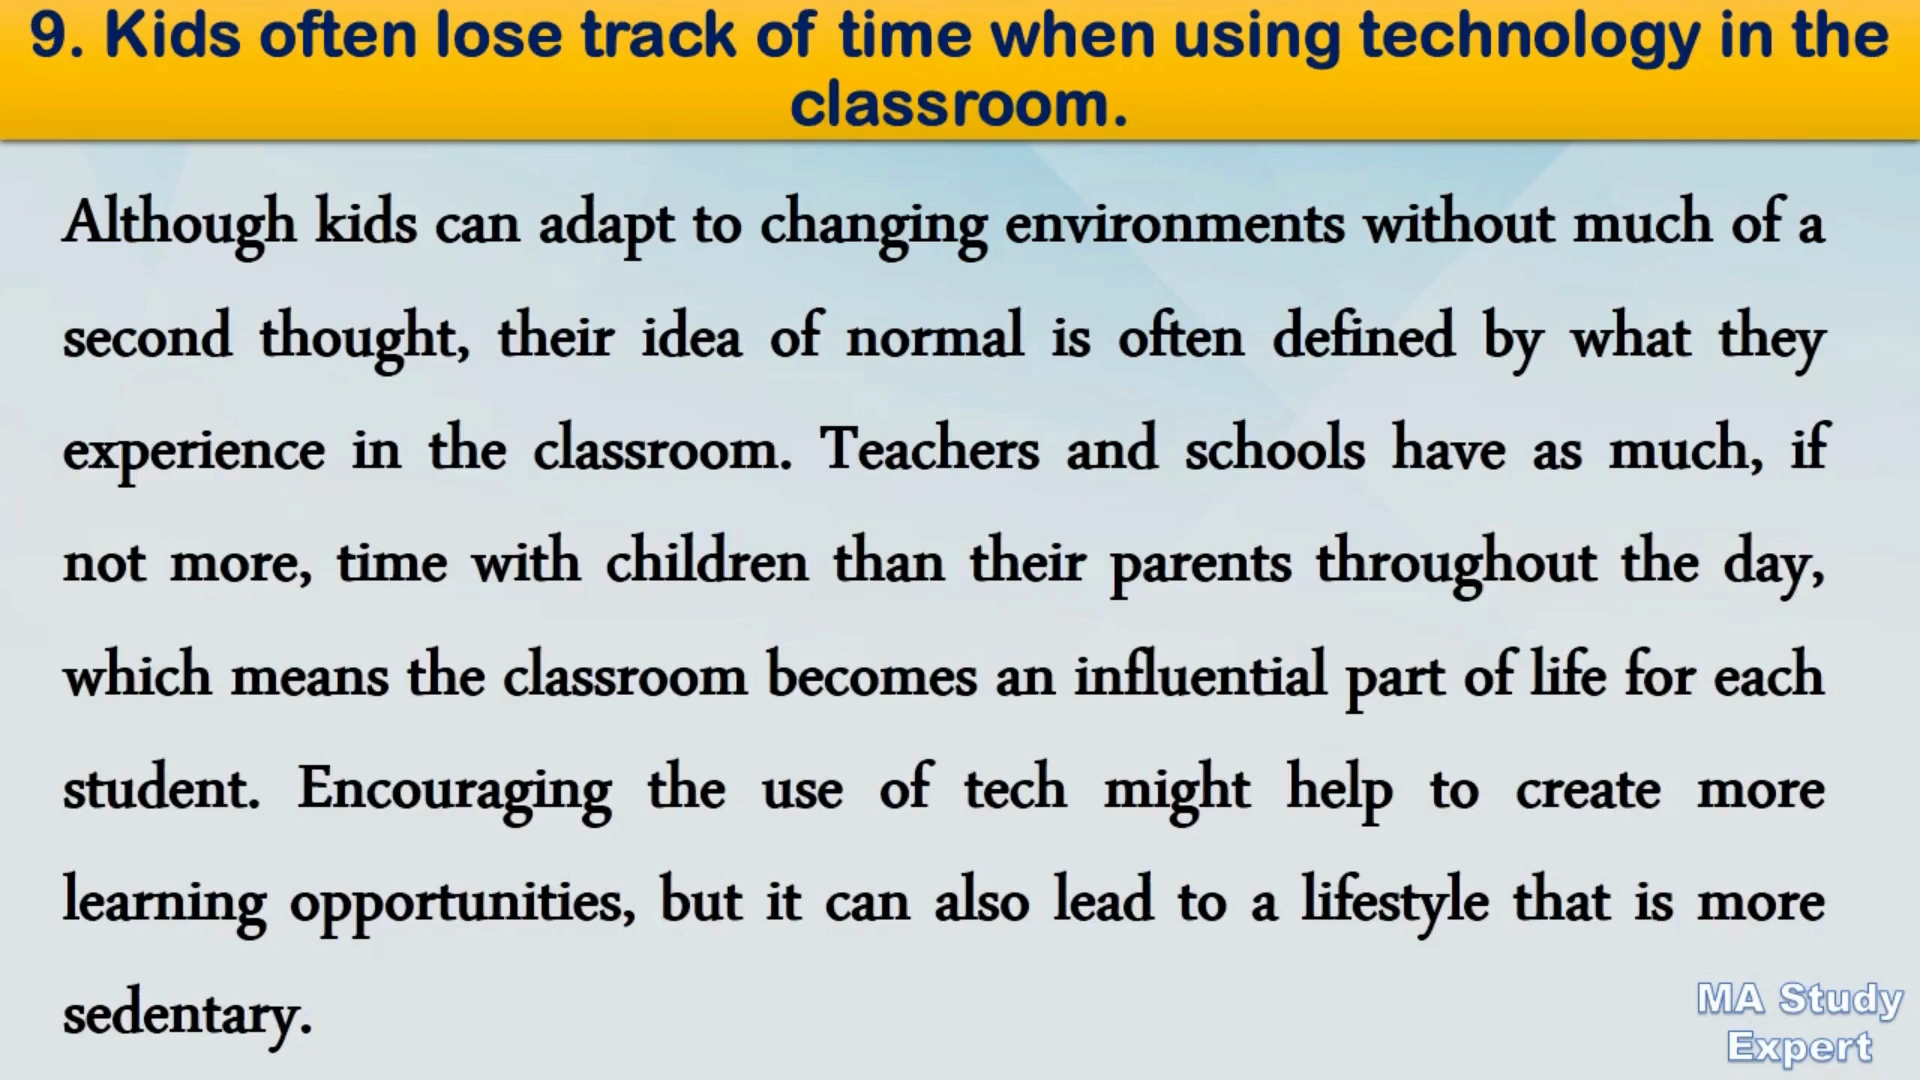 9. Kids often lose track of time when using technology in the
classroom.
Although kids can adapt to changing environments without much of a
second thought, their idea of normal is often defined by what they
experience in the classroom. Teachers and schools have as much, if
not more, time with children than their parents throughout the day,
which means the classroom becomes an influential part of life for each
student. Encouraging the use of tech might help to create more
learning opportunities, but it can also lead to a lifestyle that is more
sedentary.
MA Study
Expert